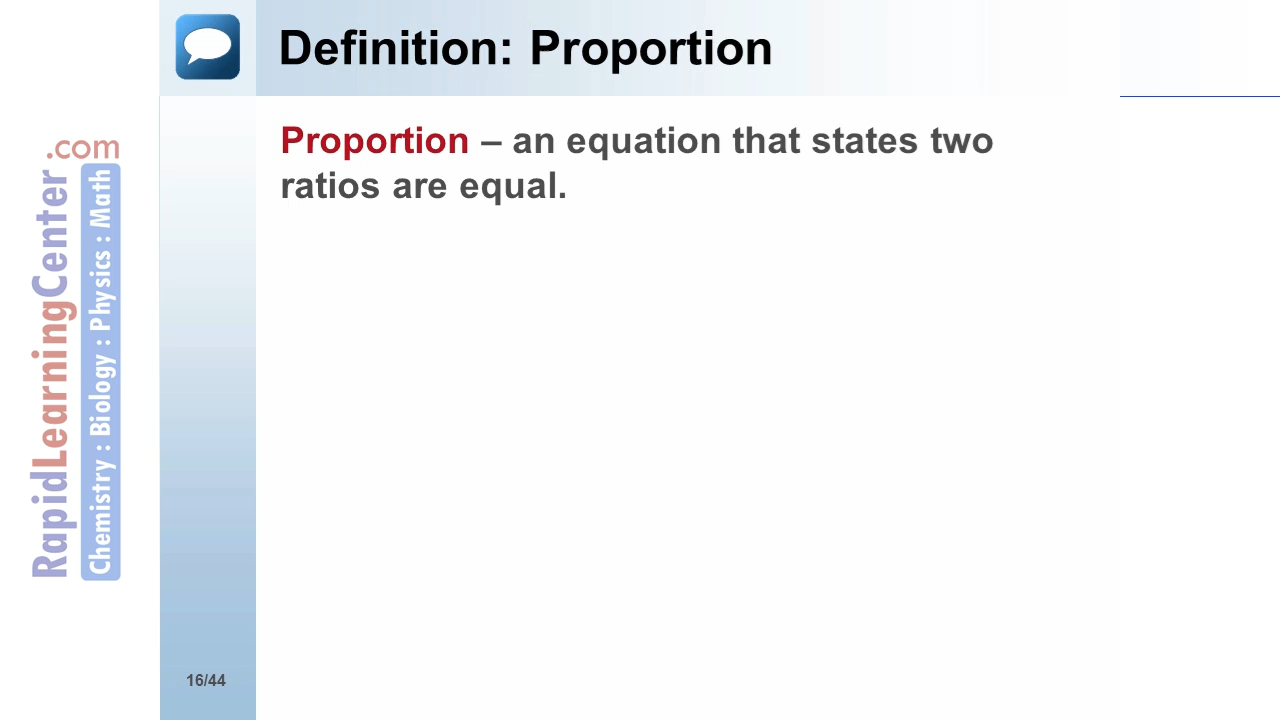 Definition: Proportion
Proportion – an equation that states two
ratios are equal.
.com
RapidLearningCenter
Chemistry : Biology : Physics : Math
16/44